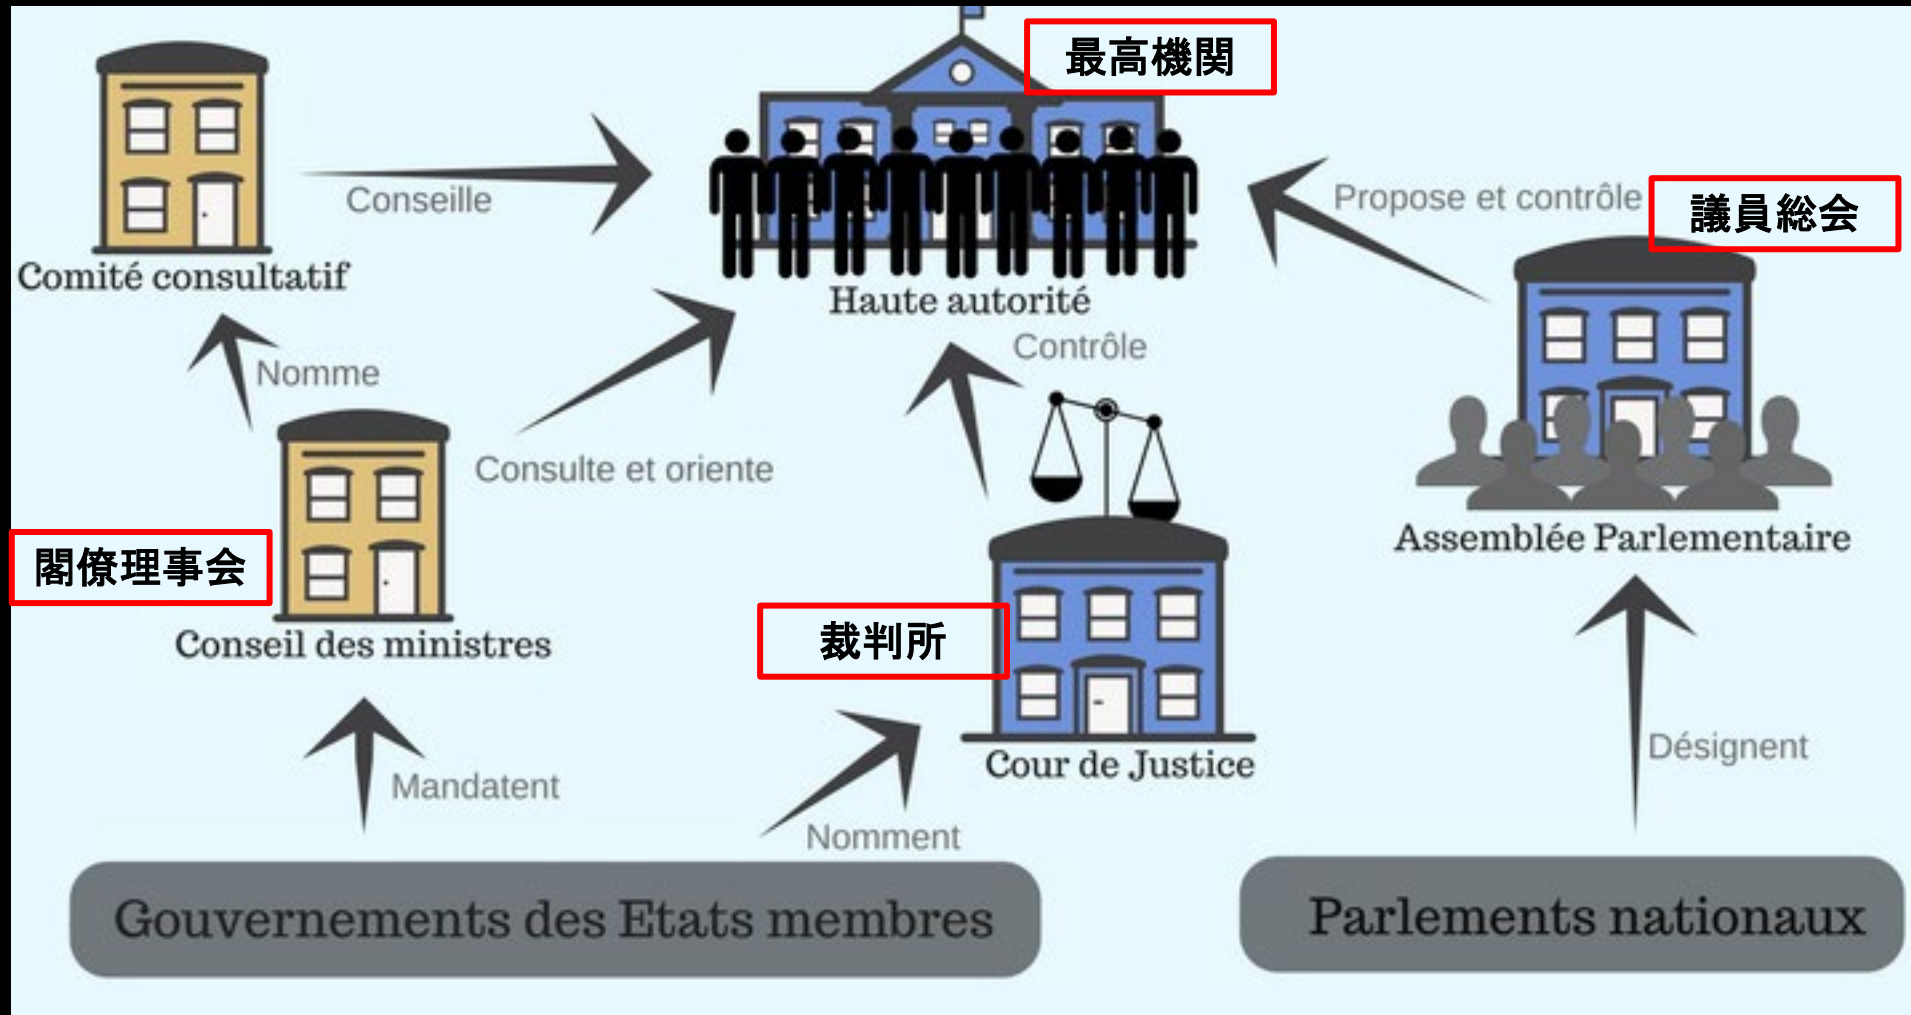 最高機関
Conseille
Propose et contrôle
議員総会
Comité consultatif
Haute autorité
Contrôle
Nomme
Consulte et oriente
Assemblée Parlementaire
閣僚理事会
Conseil des ministres
裁判所
Cour de Justice
Désignent
Mandatent
Nomment
Gouvernements des Etats membres
Parlements nationaux